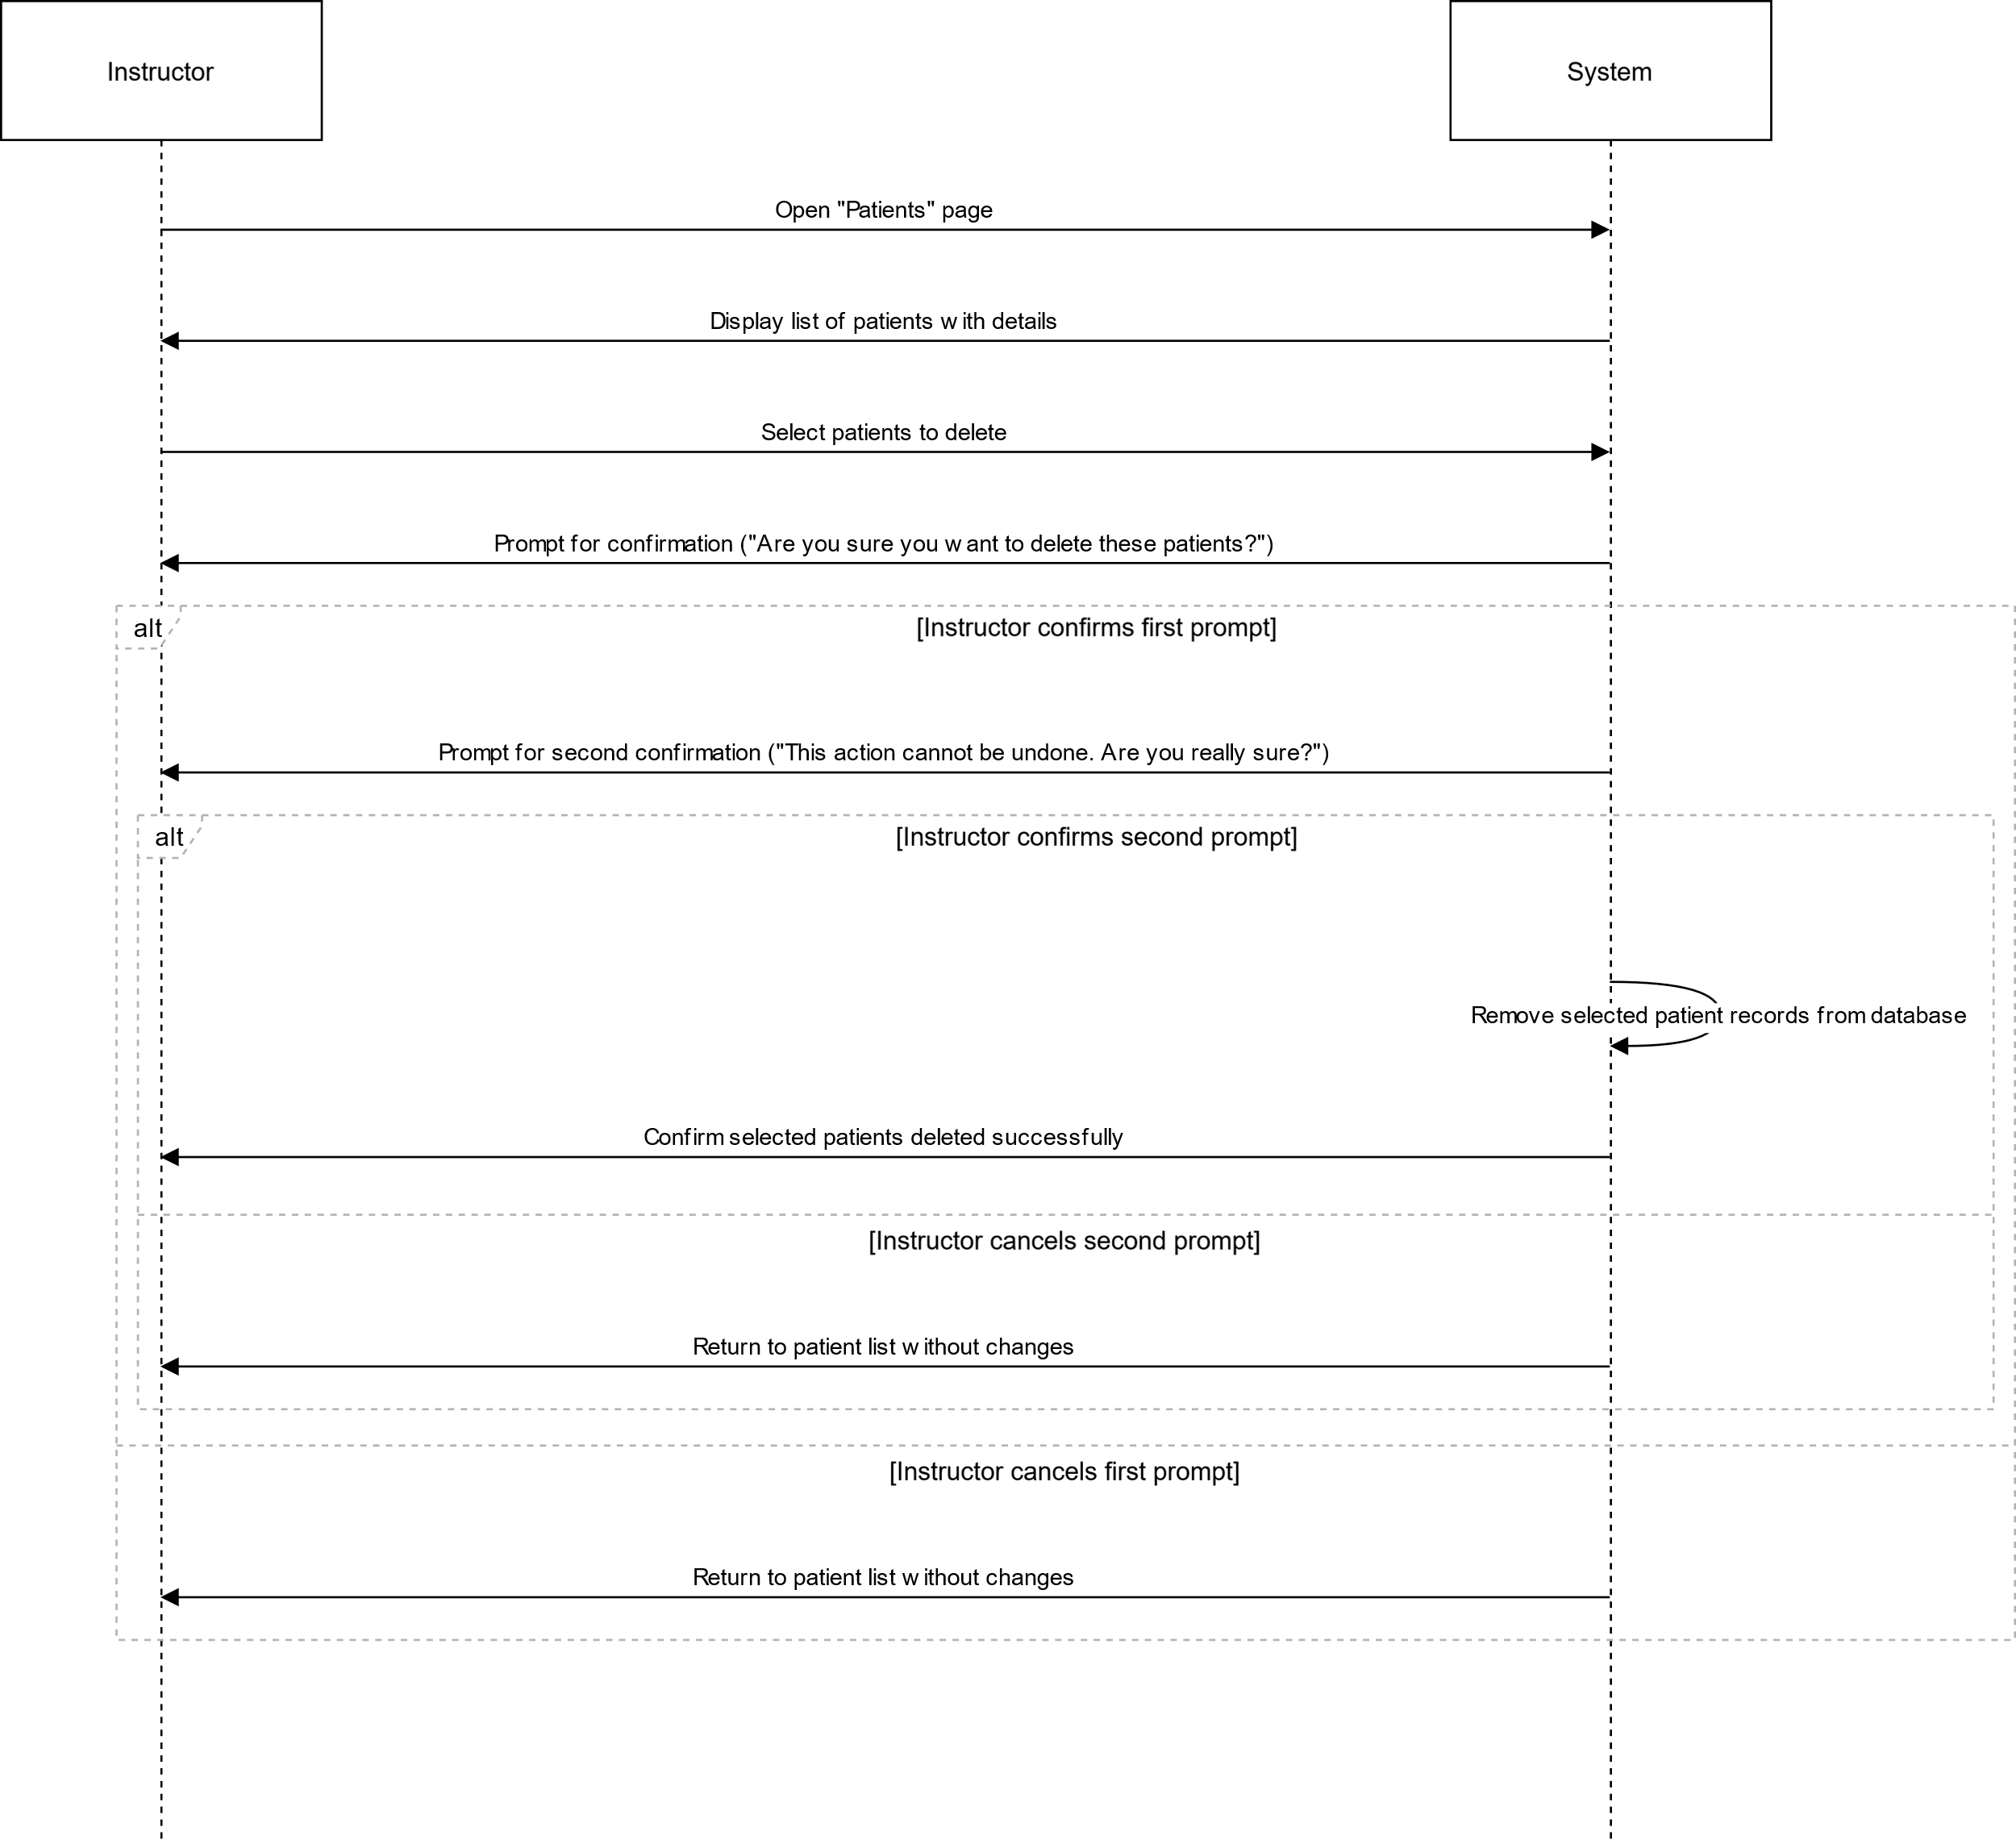 Instructor
System
Open "Patients" page
Display list of patients with details
Select patients to delete
Prompt for confirmation ("Are you sure you want to delete these patients?")
alt
[Instructor confirms first prompt]
Prompt for second confirmation ("This action cannot be undone. Are you really sure?")
alt
[Instructor confirms second prompt]
Remove selected patient records from database
Confirm selected patients deleted successfully
[Instructor cancels second prompt]
Return to patient list without changes
[Instructor cancels first prompt]
Return to patient list without changes